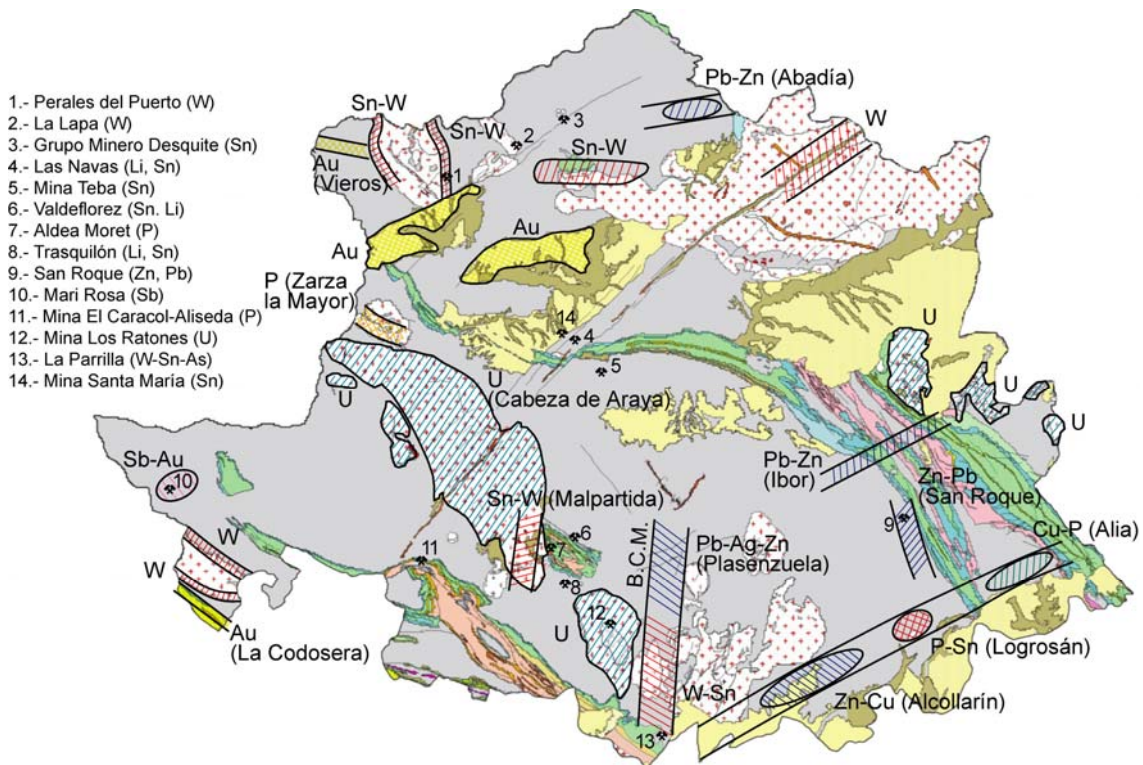 1.- Perales del Puerto (W)
2.- La Lapa (W)
3.- Grupo Minero Desquite (Sn)
4.- Las Navas (Li, Sn)
5.- Mina Teba (Sn)
6.- Valdeflorez (Sn. Li)
7.- Aldea Moret (P)
8.- Trasquilón (Li, Sn)
9.- San Roque (Zn, Pb)
10.- Mari Rosa (Sb)
11.- Mina El Caracol-Aliseda (P)
12.- Mina Los Ratones (U)
13.- La Parrilla (W-Sn-As)
14.- Mina Santa María (Sn)
Pb-Zn (Abadía)
Sn-W
Sn-W
2
3
W
Sn-W
Au
(Vieros)
1
Au
Au
P (Zarza
la Mayor)
14
4
5
U
U
U
(Cabeza de Araya)
U
U
Sb-Au
10
Pb-Zn
(Ibor)
Zn-Pb
(San Roque)
Sn-W (Malpartida)
9
Cu-P (Alia)
W
W
11
6
7
8
B.C.M.
Pb-Ag-Zn
(Plasenzuela)
12
U
Au
(La Codosera)
P-Sn (Logrosán)
W-Sn
Zn-Cu (Alcollarín)
13